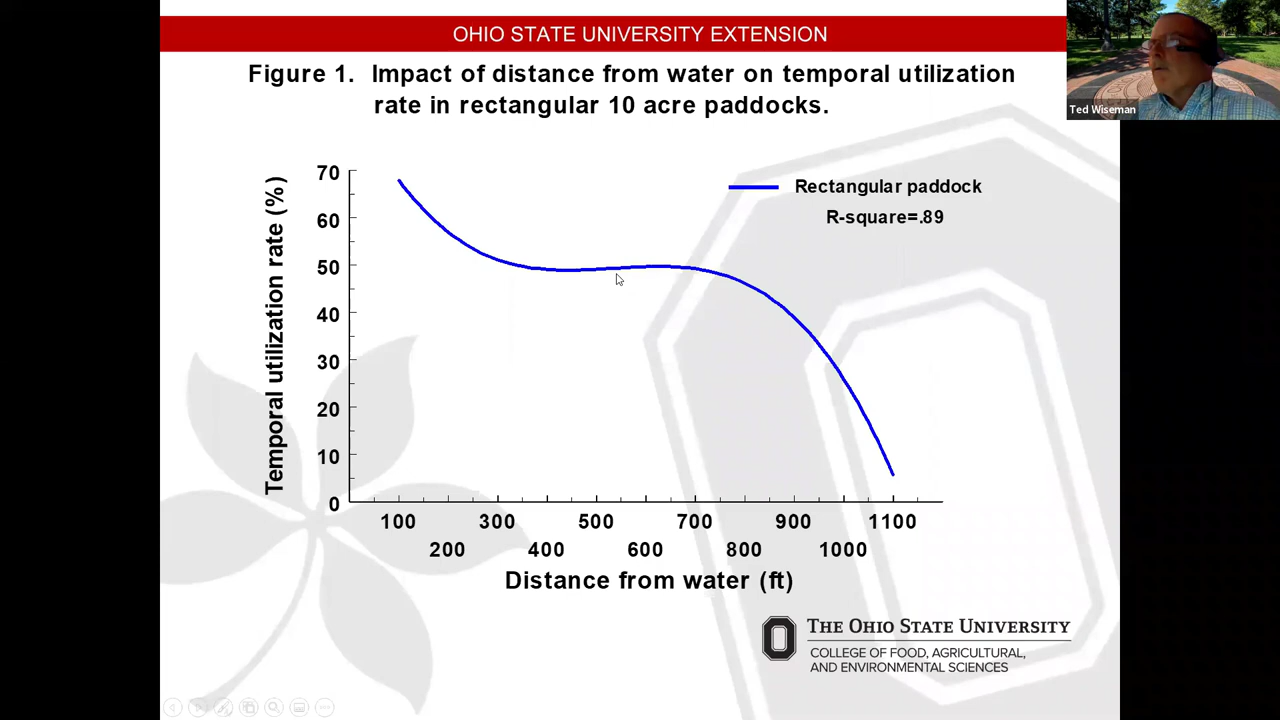 OHIO STATE UNIVERSITY EXTENSION
Figure 1. Impact of distance from water on temporal utilization
rate in rectangular 10 acre paddocks.
Ted Wiseman
Temporal utilization rate (%)
70
60
50
40
30
20
10
0
Rectangular paddock
R-square=.89
100 300 500 700 900 1100
200 400 600 800 1000
Distance from water (ft)
THE OHIO STATE UNIVERSITY
COLLEGE OF FOOD, AGRICULTURAL,
AND ENVIRONMENTAL SCIENCES